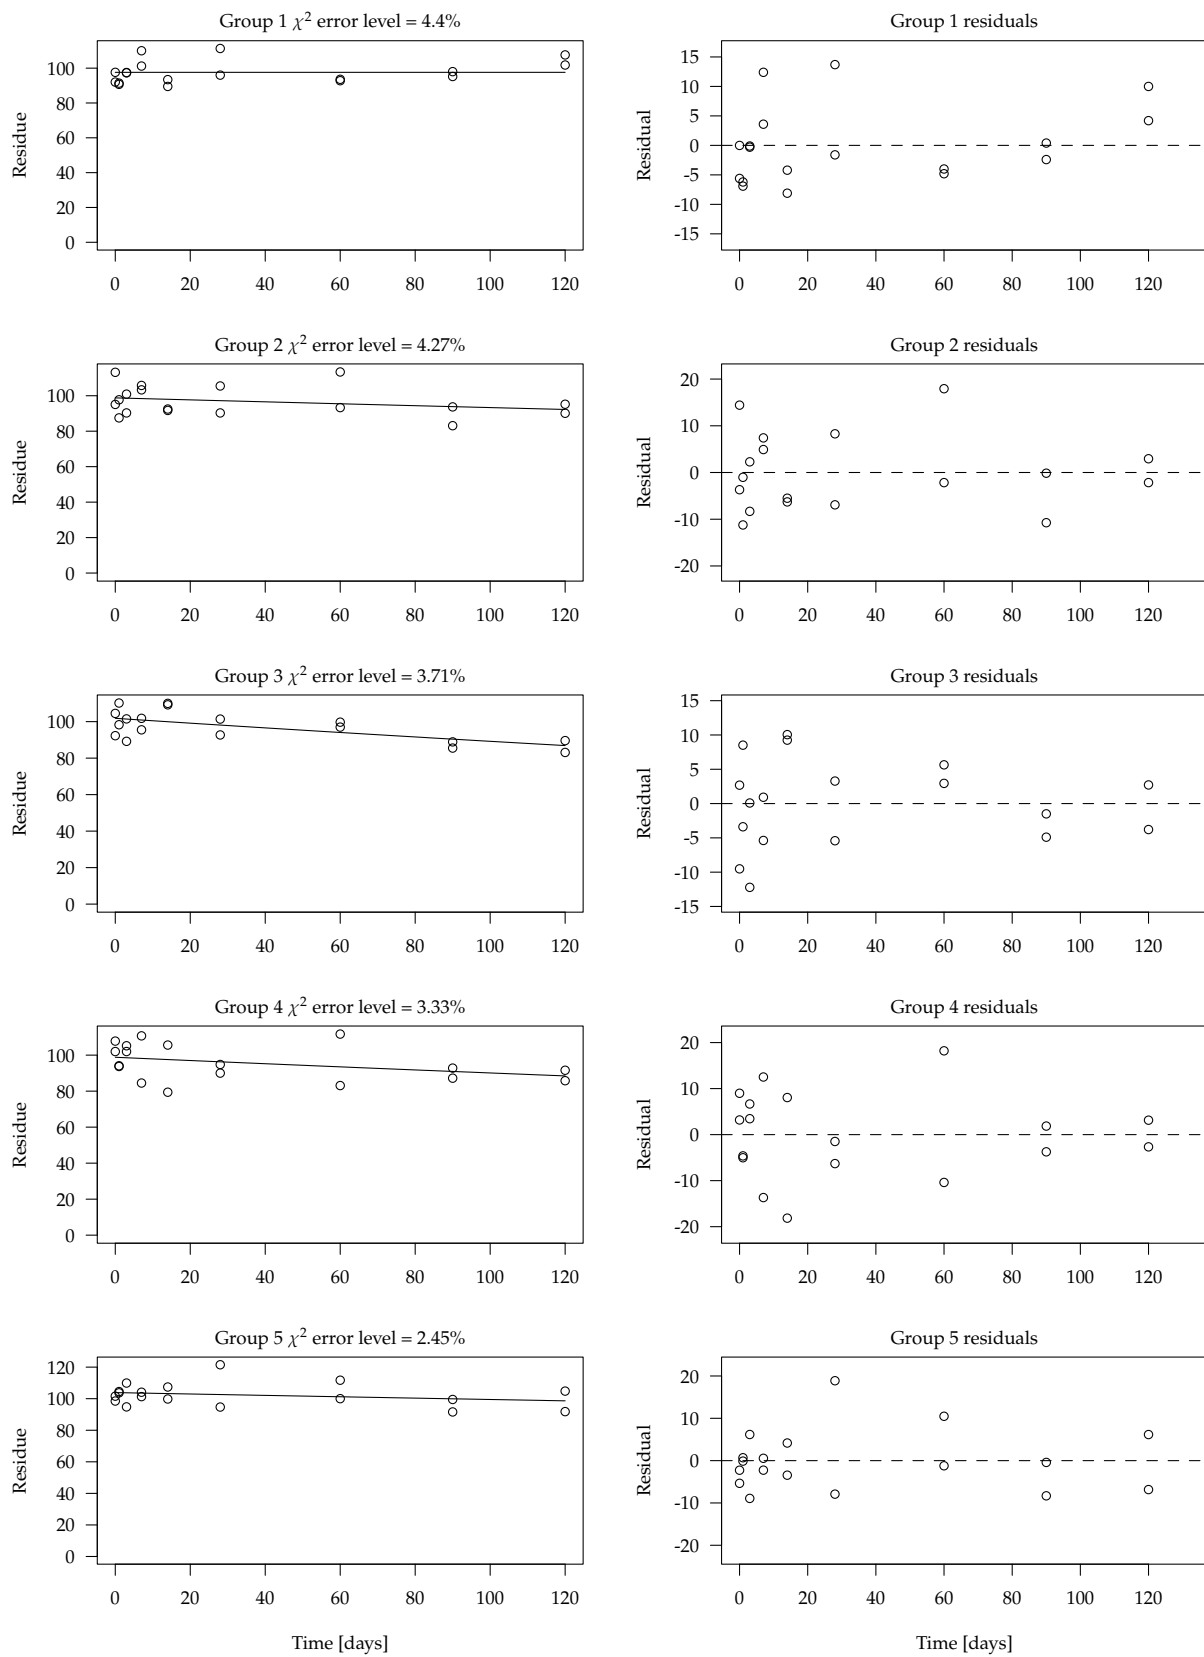 Group 1 χ² error level = 4.4%
Residue
100
80
60
40
20
0
0 20 40 60 80 100 120
Group 1 residuals
Residual
15
10
5
0
-5
-10
-15
0 20 40 60 80 100 120
Group 2 χ² error level = 4.27%
Residue
100
80
60
40
20
0
0 20 40 60 80 100 120
Group 2 residuals
Residual
20
10
0
-10
-20
0 20 40 60 80 100 120
Group 3 χ² error level = 3.71%
Residue
100
80
60
40
20
0
0 20 40 60 80 100 120
Group 3 residuals
Residual
15
10
5
0
-5
-10
-15
0 20 40 60 80 100 120
Group 4 χ² error level = 3.33%
Residue
100
80
60
40
20
0
0 20 40 60 80 100 120
Group 4 residuals
Residual
20
10
0
-10
-20
0 20 40 60 80 100 120
Group 5 χ² error level = 2.45%
Residue
120
100
80
60
40
20
0
0 20 40 60 80 100 120
Time [days]
Group 5 residuals
Residual
20
10
0
-10
-20
0 20 40 60 80 100 120
Time [days]